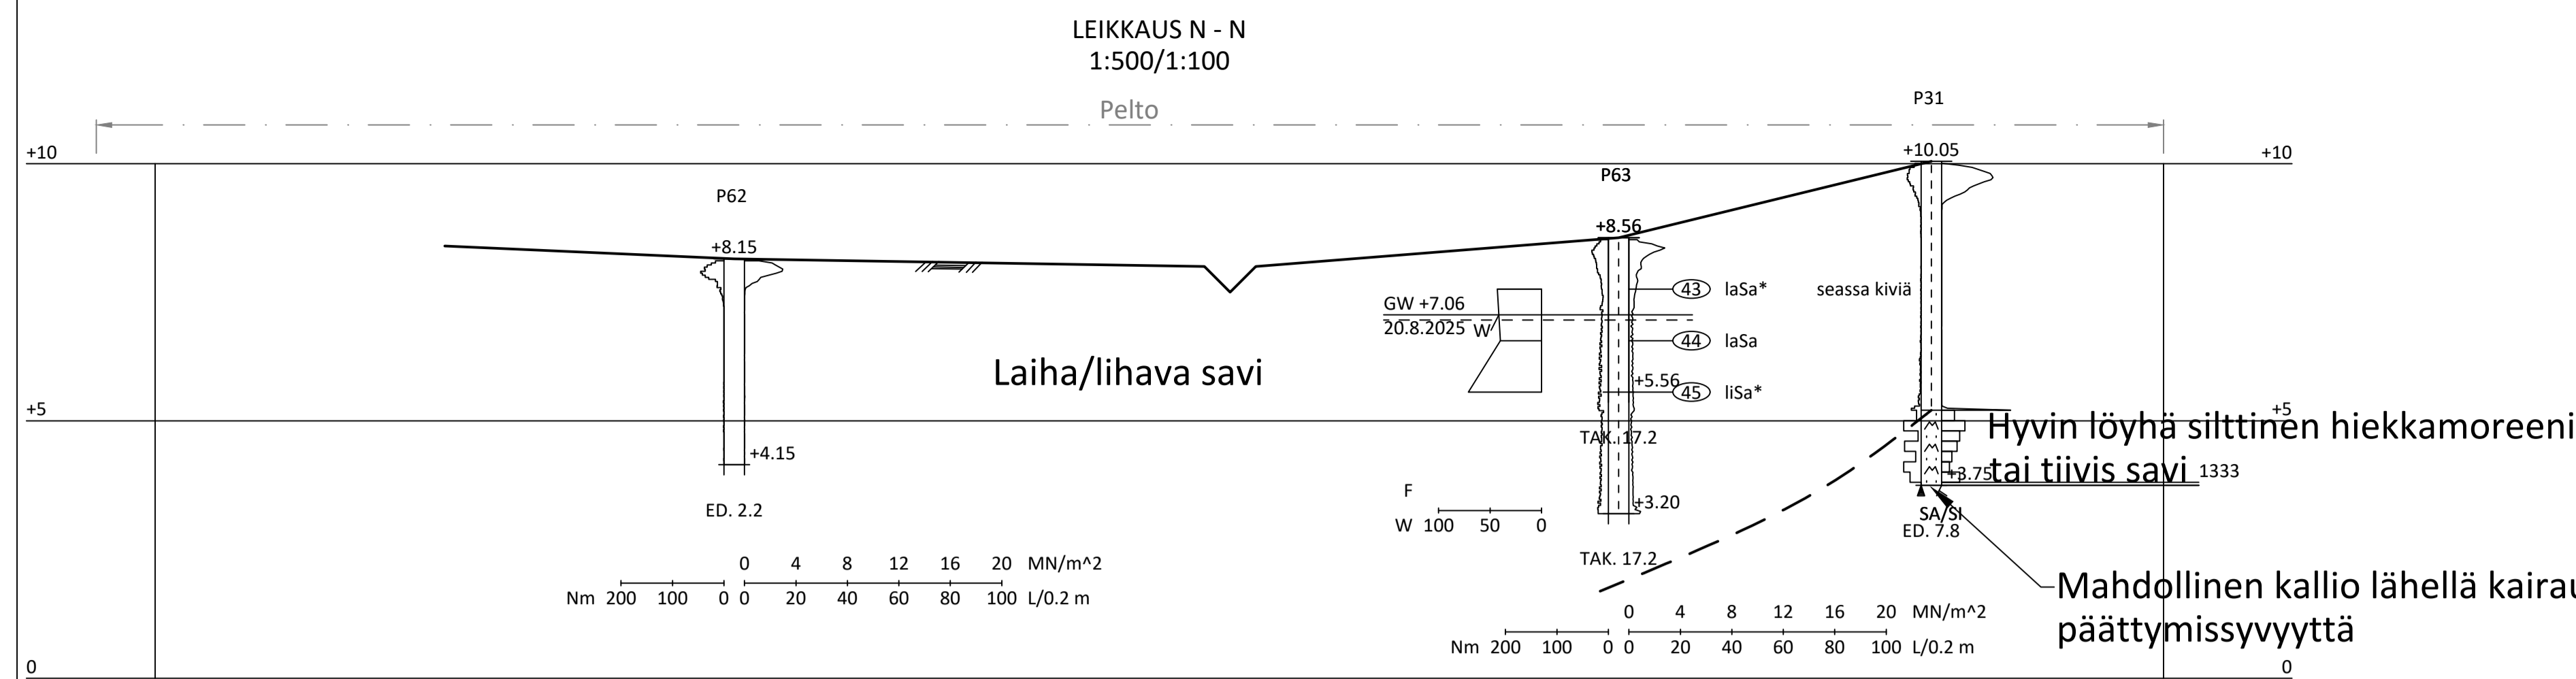 LEIKKAUS N - N
1:500/1:100
Pelto
P31
+10
+10.05
+10
P63
P62
+8.56
+8.15
43 laSa*
seassa kiviä
GW +7.06
20.8.2025
W
44 laSa
Laiha/lihava savi
+5.56
45 liSa*
+5
+5
Hyvin löyhä silttinen hiekkamoreeni
TAK. 17.2
+4.15
tai tiivis savi
1333
+3.75
F
+3.20
ED. 2.2
SA/SI
W 100 50 0
ED. 7.8
TAK. 17.2
0 4 8 12 16 20 MN/m^2
Mahdollinen kallio lähellä kairau
Nm 200 100 0 0 20 40 60 80 100 L/0.2 m
0 4 8 12 16 20 MN/m^2
päättymissyvyyttä
Nm 200 100 0 0 20 40 60 80 100 L/0.2 m
0
0